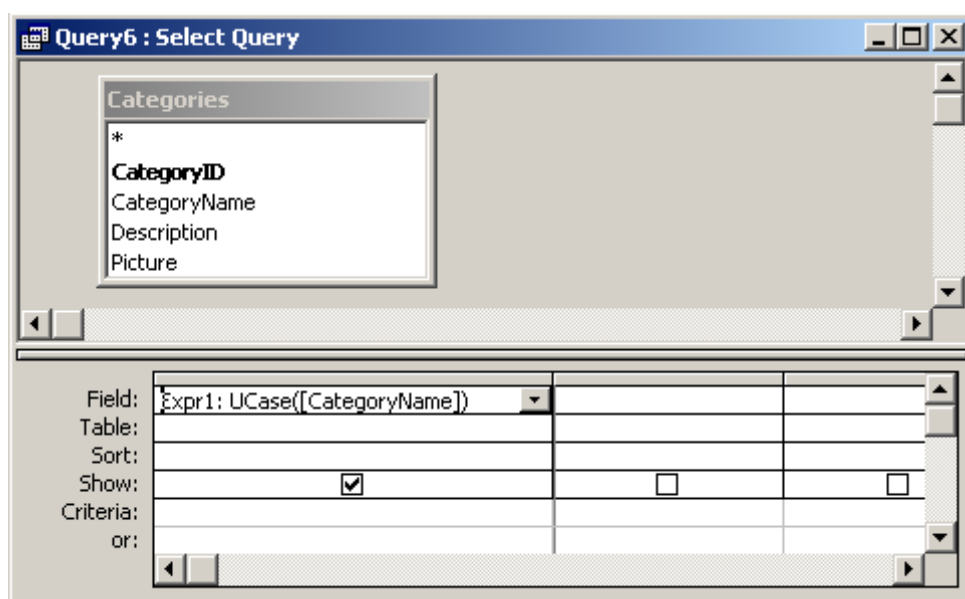 Query6 : Select Query
Categories
*
CategoryID
CategoryName
Description
Picture
Field: Expr1: UCase([CategoryName])
Table:
Sort:
Show:
Criteria:
or: